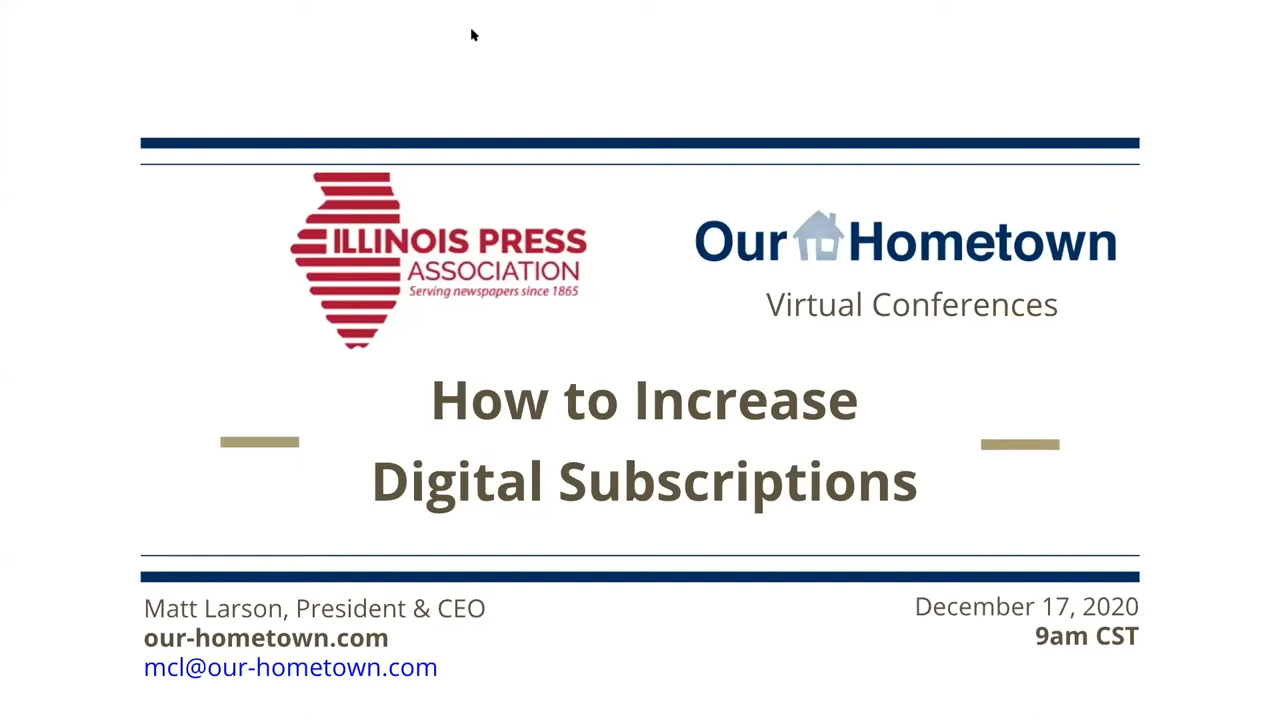 ILLINOIS PRESS
ASSOCIATION
Serving newspapers since 1865
Our Hometown
Virtual Conferences
How to Increase
Digital Subscriptions
Matt Larson, President & CEO
our-hometown.com
mcl@our-hometown.com
December 17, 2020
9am CST